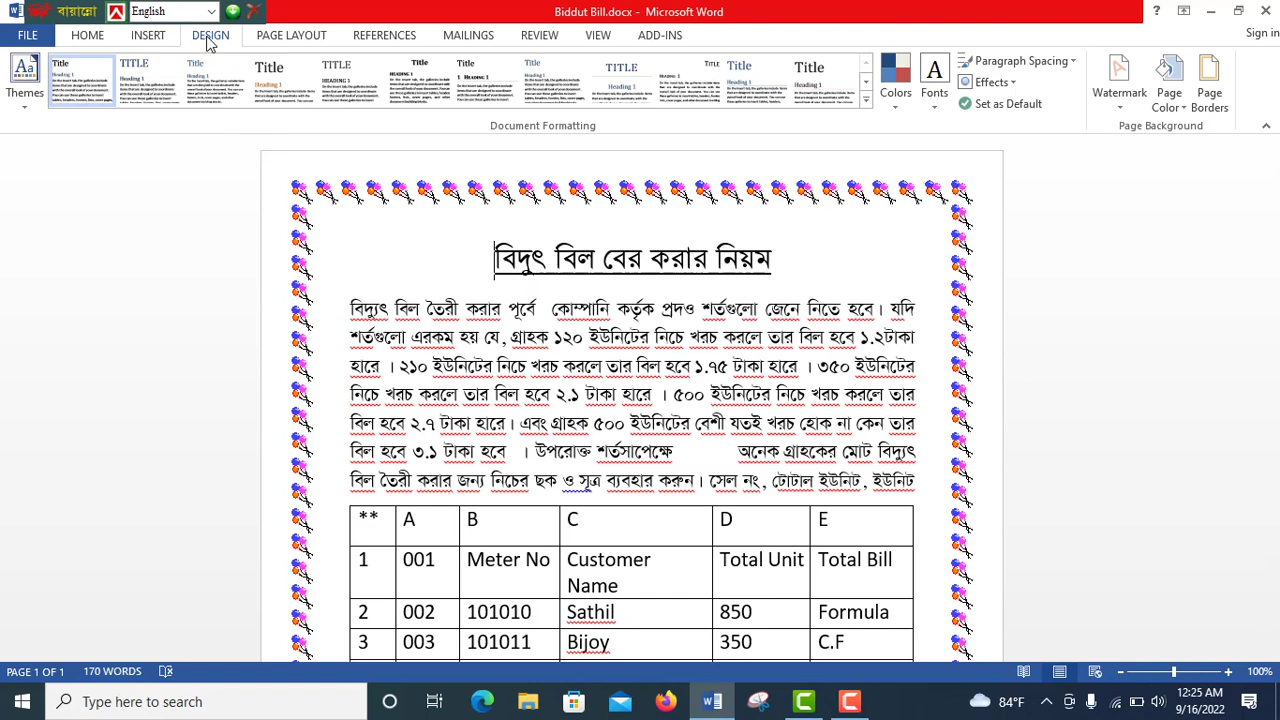 বায়ান্নো English
Biddut Bill.docx - Microsoft Word
?
Sign in
FILE HOME INSERT DESIGN PAGE LAYOUT REFERENCES MAILINGS REVIEW VIEW ADD-INS
Themes
Colors
Fonts
Paragraph Spacing
Effects
Set as Default
Watermark
Page Color
Page Borders
Document Formatting
Page Background
বিদুৎ বিল বের করার নিয়ম
বিদ্যুৎ বিল তৈরী করার পূর্বে কোম্পানি কর্তৃক প্রদও শর্তগুলো জেনে নিতে হবে। যদি
শর্তগুলো এরকম হয় যে, গ্রাহক ১২০ ইউনিটের নিচে খরচ করলে তার বিল হবে ১.২টাকা
হারে । ২১০ ইউনিটের নিচে খরচ করলে তার বিল হবে ১.৭৫ টাকা হারে । ৩৫০ ইউনিটের
নিচে খরচ করলে তার বিল হবে ২.১ টাকা হারে । ৫০০ ইউনিটের নিচে খরচ করলে তার
বিল হবে ২.৭ টাকা হারে। এবং গ্রাহক ৫০০ ইউনিটের বেশী যতই খরচ হোক না কেন তার
বিল হবে ৩.১ টাকা হবে । উপরোক্ত শর্তসাপেক্ষে অনেক গ্রাহকের মোট বিদ্যুৎ
বিল তৈরী করার জন্য নিচের ছক ও সূত্র ব্যবহার করুন। সেল নং, টোটাল ইউনিট, ইউনিট
** A B C D E
1 001 Meter No Customer Name Total Unit Total Bill
2 002 101010 Sathil 850 Formula
3 003 101011 Bijoy 350 C.F
PAGE 1 OF 1 170 WORDS 100%
Type here to search
84°F
12:25 AM
9/16/2022